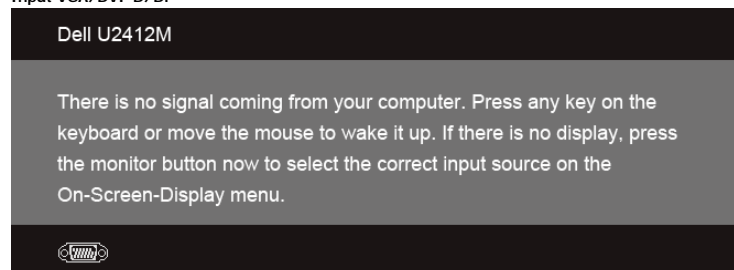 Dell U2412M
There is no signal coming from your computer. Press any key on the
keyboard or move the mouse to wake it up. If there is no display, press
the monitor button now to select the correct input source on the
On-Screen-Display menu.